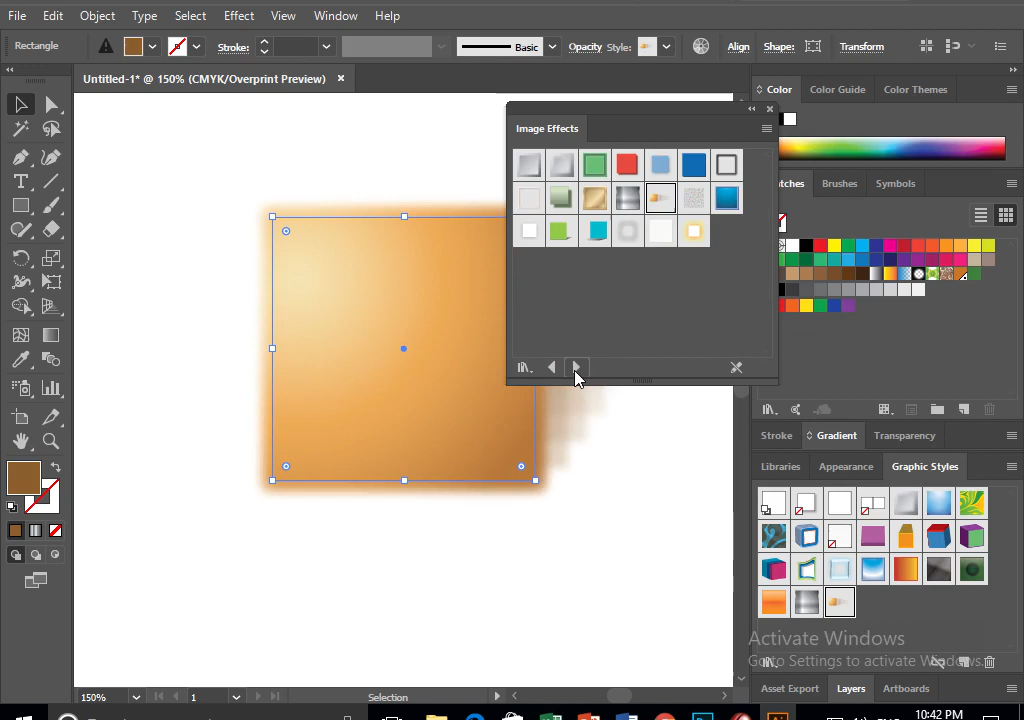 File Edit Object Type Select Effect View Window Help
Rectangle Stroke: Basic Opacity Style: Align Shape: Transform
Untitled-1* @ 150% (CMYK/Overprint Preview)
Color Color Guide Color Themes
Image Effects
Brushes Symbols
Stroke Gradient Transparency
Libraries Appearance Graphic Styles
Activate Windows
Go to Settings to activate Windows.
Asset Export Layers Artboards
150% 1 Selection
10:42 PM